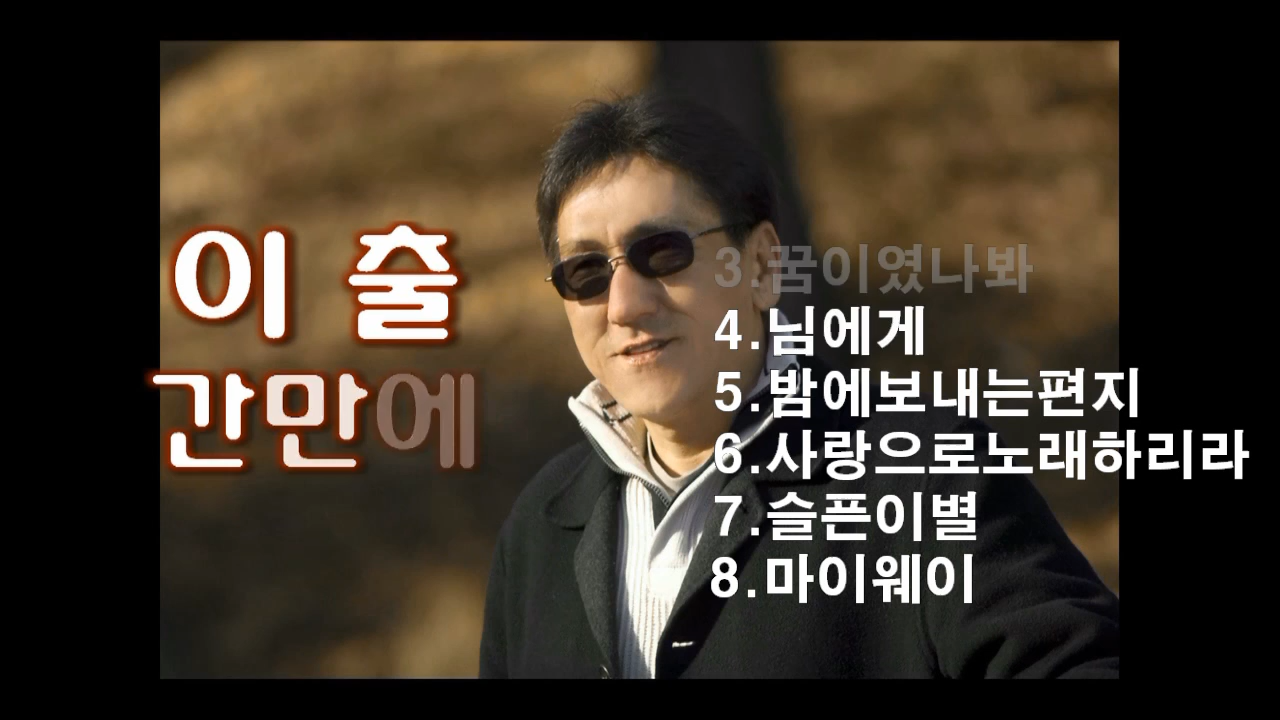 이 출
간만에
3.꿈이였나봐
4.님에게
5.밤에보내는편지
6.사랑으로노래하리라
7.슬픈이별
8.마이웨이